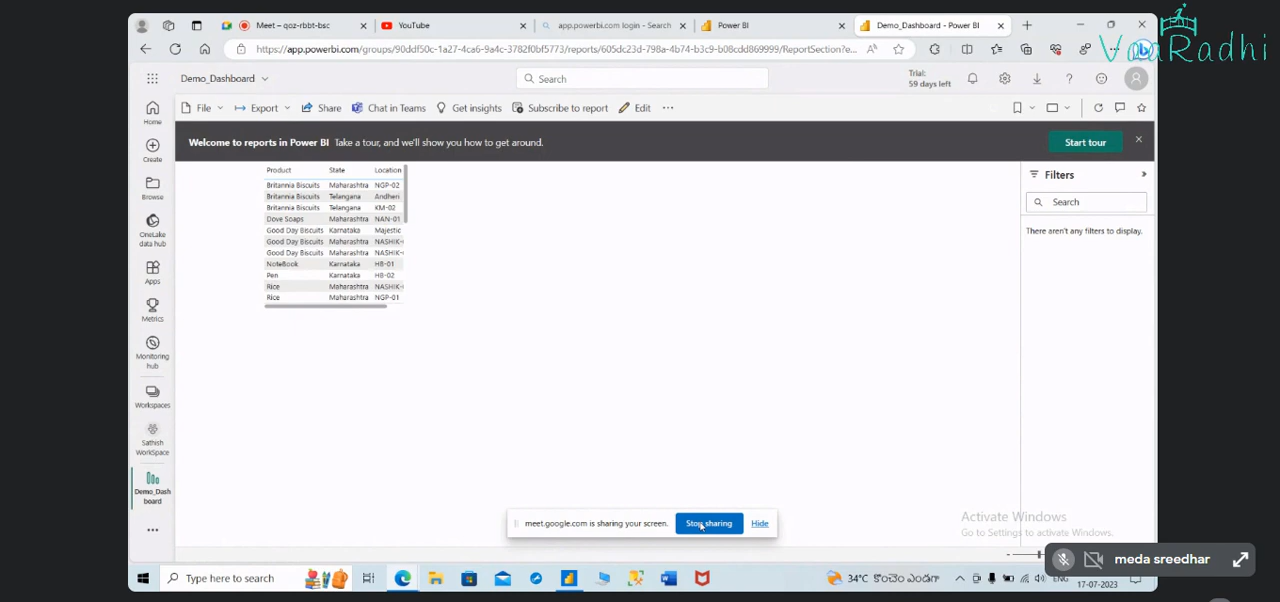 Meet – qoz-rbbt-bsc
YouTube
app.powerbi.com login - Search
Power BI
Demo_Dashboard - Power BI
VaaRadhi
https://app.powerbi.com/groups/90ddf50c-1a27-4ca6-9a4c-3782f0bf5773/reports/605dc23d-798a-4b74-b3c9-b08cdd869999/ReportSection?e...
Demo_Dashboard
Search
Trial:
59 days left
File
Export
Share
Chat in Teams
Get insights
Subscribe to report
Edit
Welcome to reports in Power BI Take a tour, and we'll show you how to get around.
Start tour
Home
Create
Browse
OneLake
data hub
Apps
Metrics
Monitoring
hub
Workspaces
Sathish
WorkSpace
Demo_Dash
board
Product State Location
Britannia Biscuits Maharashtra NGP-02
Britannia Biscuits Telangana Andheri
Britannia Biscuits Telangana KM-02
Dove Soaps Maharashtra NAN-01
Good Day Biscuits Karnataka Majestic
Good Day Biscuits Maharashtra NASHIK-
Good Day Biscuits Maharashtra NASHIK-
NoteBook Karnataka HB-01
Pen Karnataka HB-02
Rice Maharashtra NASHIK-
Rice Maharashtra NGP-01
Filters
Search
There aren't any filters to display.
meet.google.com is sharing your screen.
Stop sharing
Hide
Activate Windows
Go to Settings to activate Windows.
meda sreedhar
Type here to search
34°C కొంచెం ఎండగా
ENG
17-07-2023